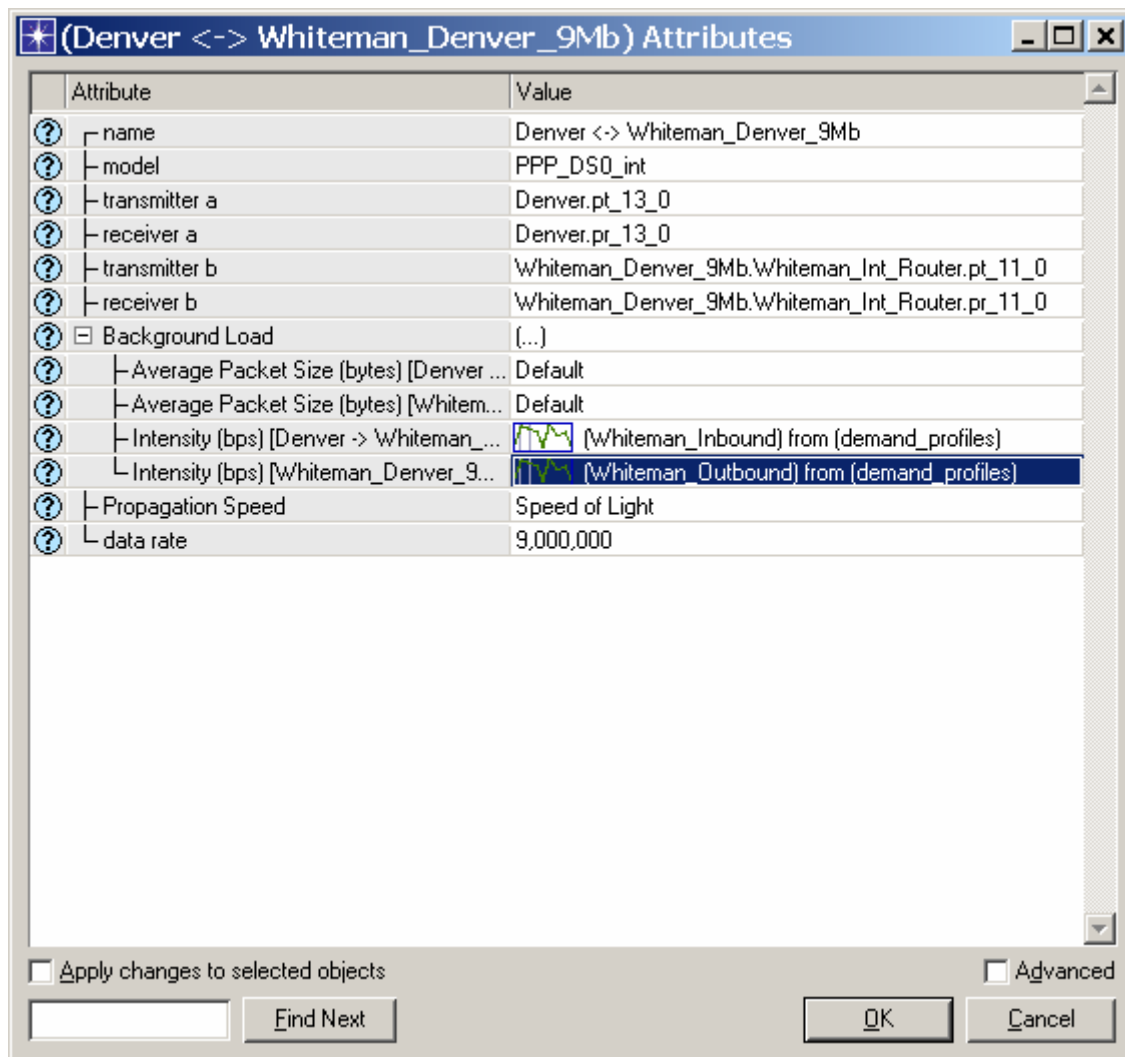 (Denver <-> Whiteman_Denver_9Mb) Attributes
Attribute Value
name Denver <-> Whiteman_Denver_9Mb
model PPP_DS0_int
transmitter a Denver.pt_13_0
receiver a Denver.pr_13_0
transmitter b Whiteman_Denver_9Mb.Whiteman_Int_Router.pt_11_0
receiver b Whiteman_Denver_9Mb.Whiteman_Int_Router.pr_11_0
Background Load (...)
Average Packet Size (bytes) [Denver ... Default
Average Packet Size (bytes) [Whitem... Default
Intensity (bps) [Denver -> Whiteman_... (Whiteman_Inbound) from (demand_profiles)
Intensity (bps) [Whiteman_Denver_9... (Whiteman_Outbound) from (demand_profiles)
Propagation Speed Speed of Light
data rate 9,000,000
Apply changes to selected objects Advanced
Find Next OK Cancel